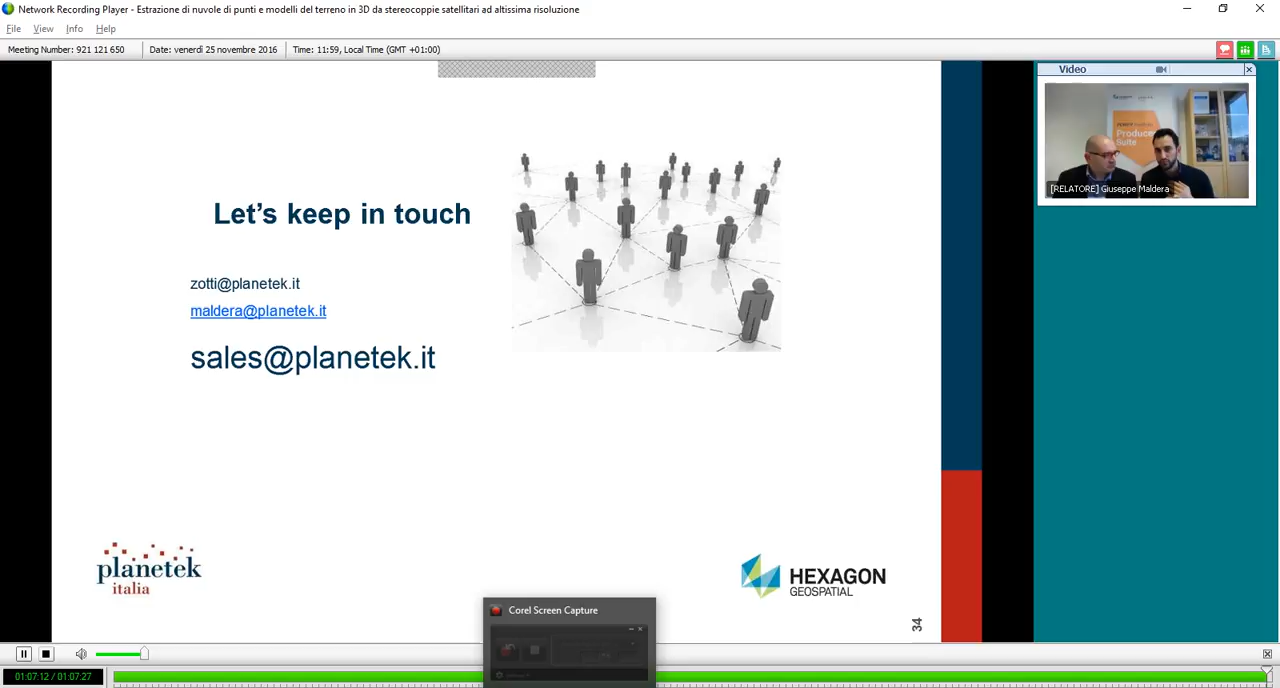 Network Recording Player - Estrazione di nuvole di punti e modelli del terreno in 3D da stereocoppie satellitari ad altissima risoluzione
File View Info Help
Meeting Number: 921 121 650 Date: venerdì 25 novembre 2016 Time: 11:59, Local Time (GMT +01:00)
Video
Produce
Suite
[RELATORE] Giuseppe Maldera
Let's keep in touch
zotti@planetek.it
maldera@planetek.it
sales@planetek.it
planetek
italia
HEXAGON
GEOSPATIAL
34
Corel Screen Capture
01:07:12 / 01:07:27